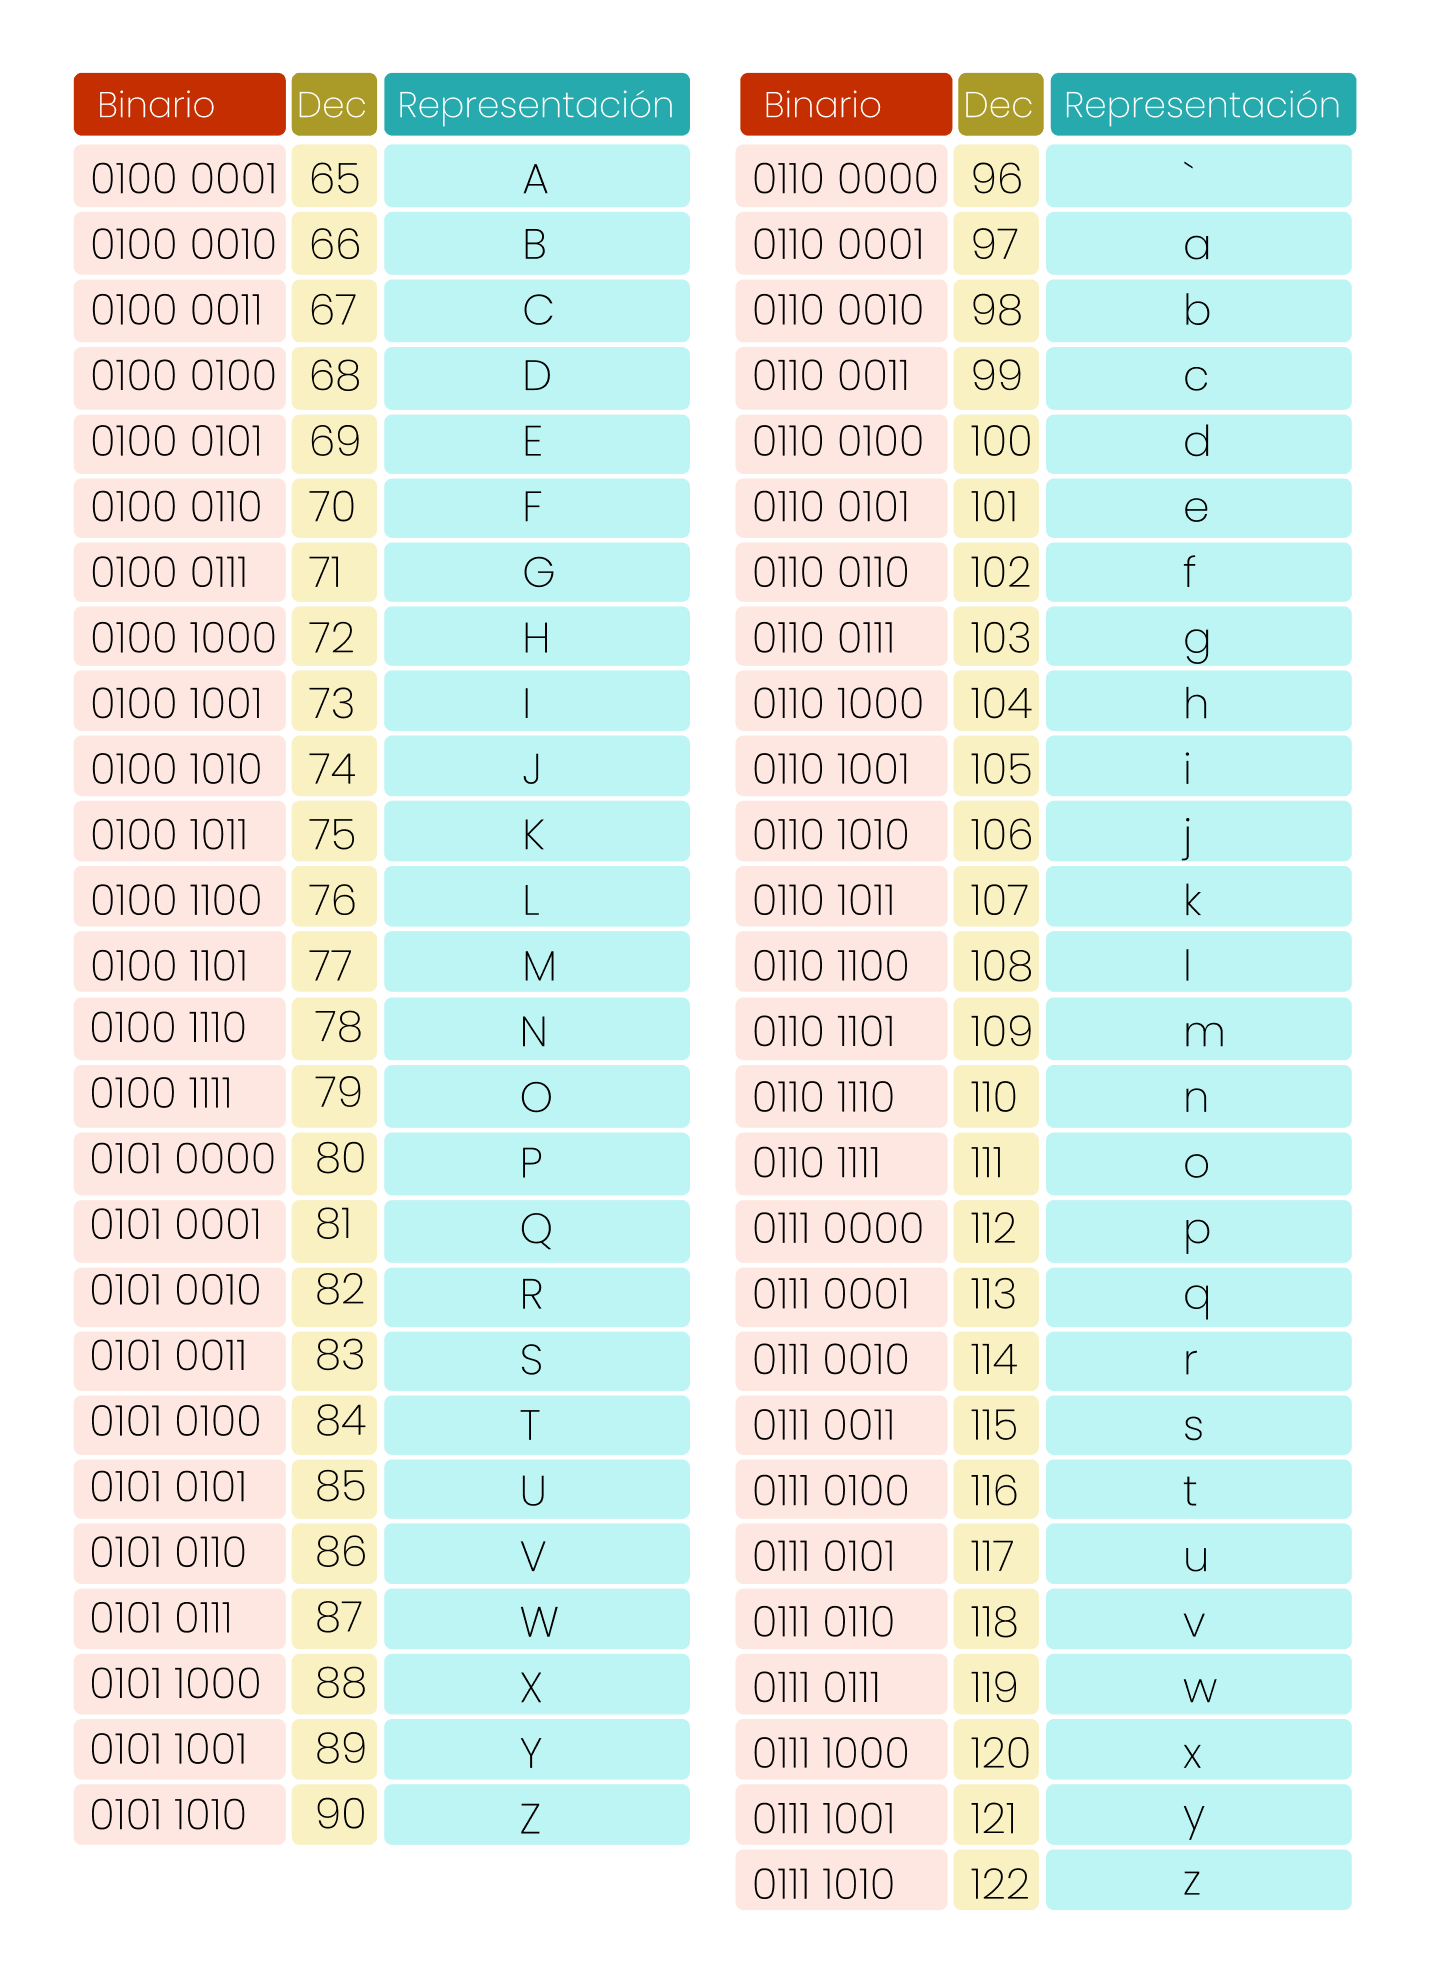 Binario Dec Representación
0100 0001 65 A
0100 0010 66 B
0100 0011 67 C
0100 0100 68 D
0100 0101 69 E
0100 0110 70 F
0100 0111 71 G
0100 1000 72 H
0100 1001 73 I
0100 1010 74 J
0100 1011 75 K
0100 1100 76 L
0100 1101 77 M
0100 1110 78 N
0100 1111 79 O
0101 0000 80 P
0101 0001 81 Q
0101 0010 82 R
0101 0011 83 S
0101 0100 84 T
0101 0101 85 U
0101 0110 86 V
0101 0111 87 W
0101 1000 88 X
0101 1001 89 Y
0101 1010 90 Z
Binario Dec Representación
0110 0000 96 `
0110 0001 97 a
0110 0010 98 b
0110 0011 99 c
0110 0100 100 d
0110 0101 101 e
0110 0110 102 f
0110 0111 103 g
0110 1000 104 h
0110 1001 105 i
0110 1010 106 j
0110 1011 107 k
0110 1100 108 l
0110 1101 109 m
0110 1110 110 n
0110 1111 111 o
0111 0000 112 p
0111 0001 113 q
0111 0010 114 r
0111 0011 115 s
0111 0100 116 t
0111 0101 117 u
0111 0110 118 v
0111 0111 119 w
0111 1000 120 x
0111 1001 121 y
0111 1010 122 z